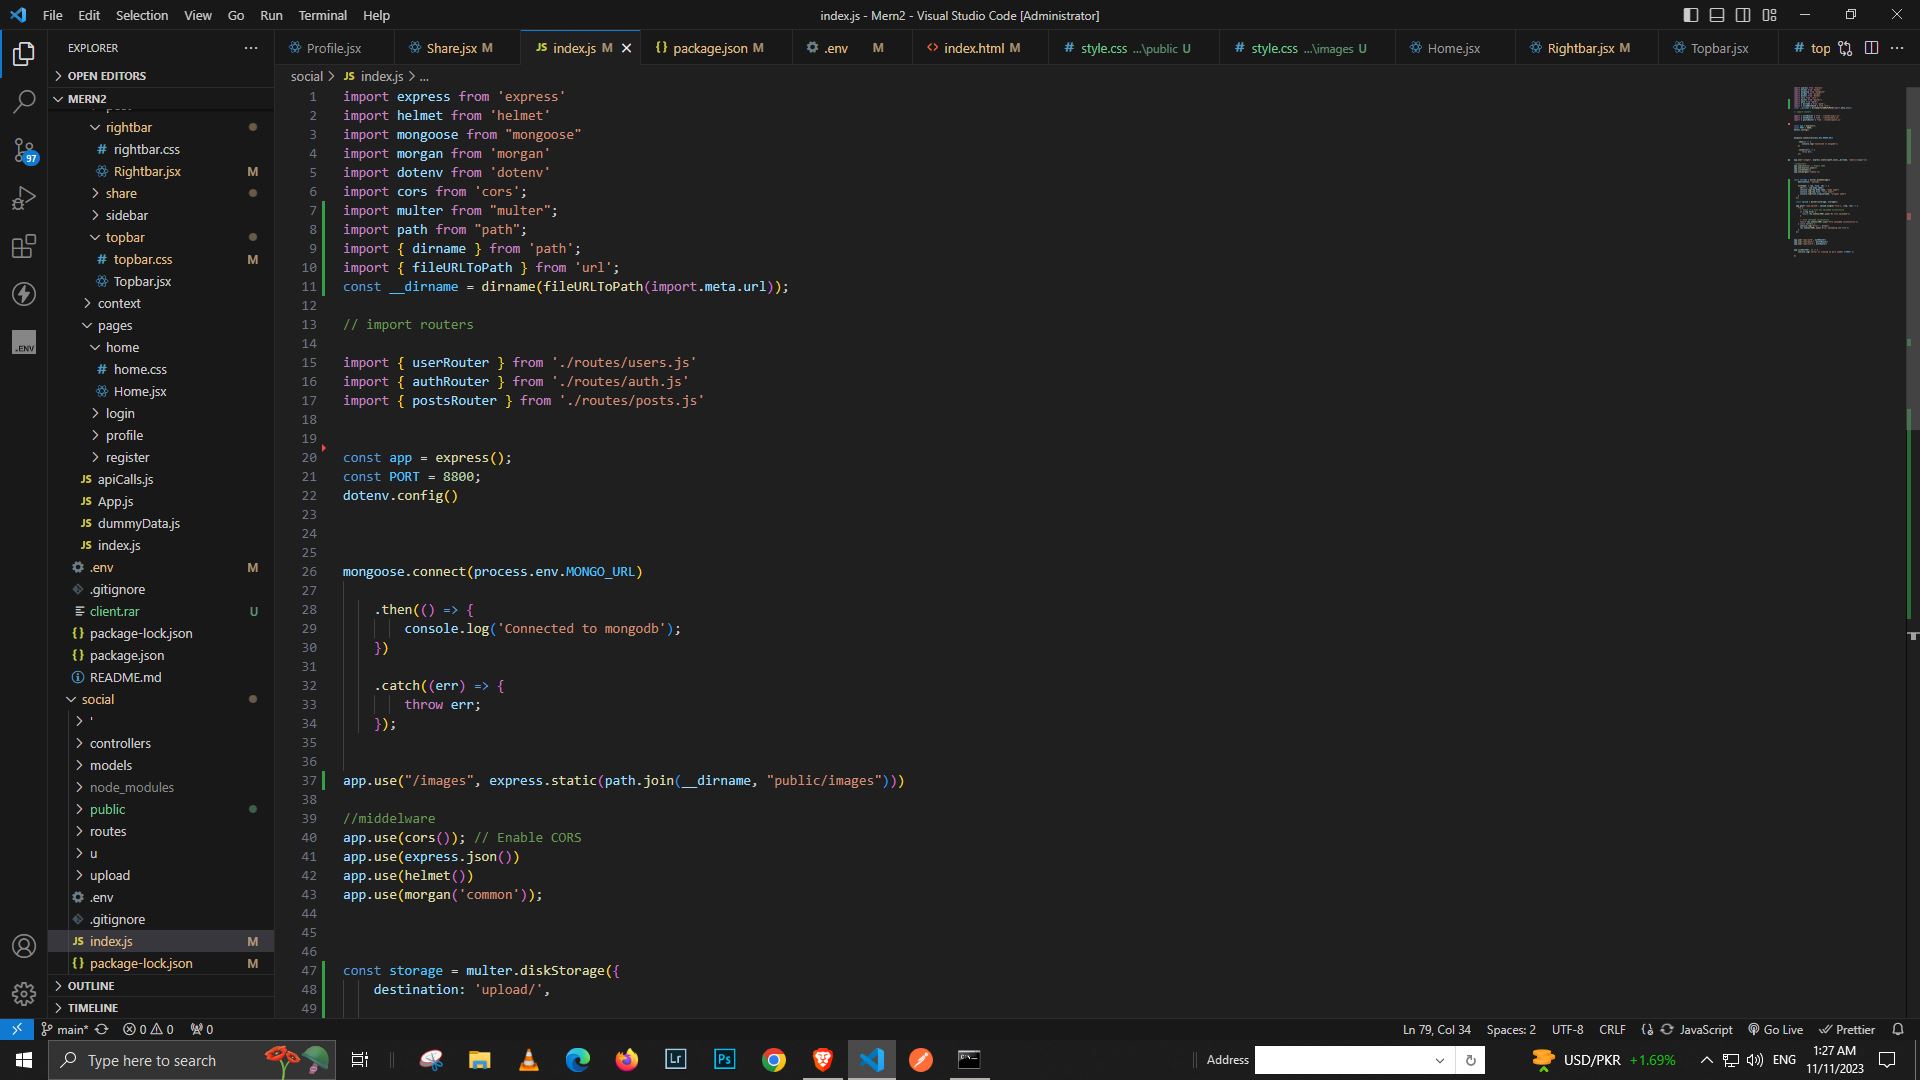 File Edit Selection View Go Run Terminal Help
index.js - Mern2 - Visual Studio Code [Administrator]
EXPLORER
OPEN EDITORS
MERN2
rightbar
rightbar.css
Rightbar.jsx M
share
sidebar
topbar
topbar.css M
Topbar.jsx
context
pages
home
home.css
Home.jsx
login
profile
register
apiCalls.js
App.js
dummyData.js
index.js
.env M
.gitignore
client.rar U
package-lock.json
package.json
README.md
social
'
controllers
models
node_modules
public
routes
u
upload
.env
.gitignore
index.js M
package-lock.json M
OUTLINE
TIMELINE
97
.ENV
Profile.jsx
Share.jsx M
JS index.js M
package.json M
.env M
index.html M
style.css ...\public U
style.css ...\images U
Home.jsx
Rightbar.jsx M
Topbar.jsx
top
social > JS index.js > ...
1 import express from 'express'
2 import helmet from 'helmet'
3 import mongoose from "mongoose"
4 import morgan from 'morgan'
5 import dotenv from 'dotenv'
6 import cors from 'cors';
7 import multer from "multer";
8 import path from "path";
9 import { dirname } from 'path';
10 import { fileURLToPath } from 'url';
11 const __dirname = dirname(fileURLToPath(import.meta.url));
12
13 // import routers
14
15 import { userRouter } from './routes/users.js'
16 import { authRouter } from './routes/auth.js'
17 import { postsRouter } from './routes/posts.js'
18
19
20 const app = express();
21 const PORT = 8800;
22 dotenv.config()
23
24
25
26 mongoose.connect(process.env.MONGO_URL)
27
28 .then(() => {
29 console.log('Connected to mongodb');
30 })
31
32 .catch((err) => {
33 throw err;
34 });
35
36
37 app.use("/images", express.static(path.join(__dirname, "public/images")))
38
39 //middelware
40 app.use(cors()); // Enable CORS
41 app.use(express.json())
42 app.use(helmet())
43 app.use(morgan('common'));
44
45
46
47 const storage = multer.diskStorage({
48 destination: 'upload/',
49
main* 0 0 0
Ln 79, Col 34 Spaces: 2 UTF-8 CRLF JavaScript Go Live Prettier
Type here to search
Lr
Ps
Address
USD/PKR +1.69%
ENG
1:27 AM
11/11/2023